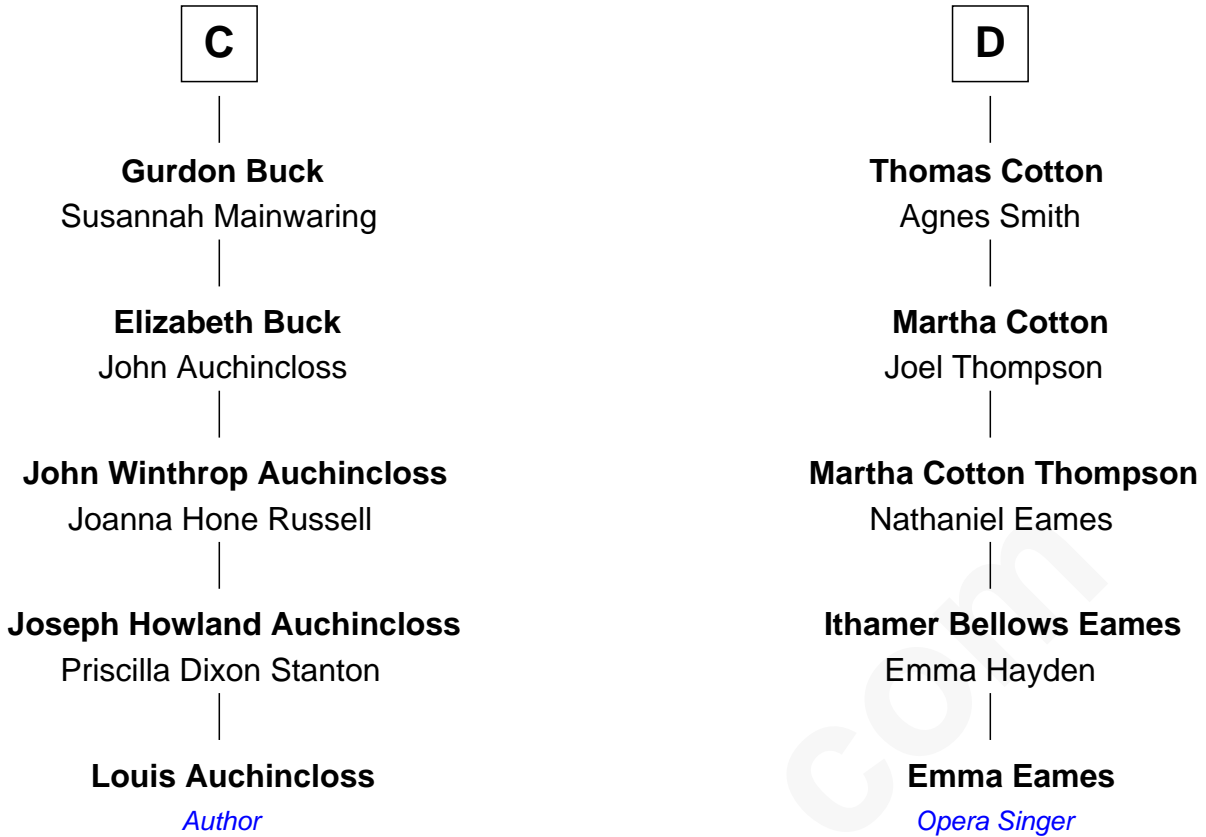 C
Gurdon Buck
Susannah Mainwaring
Elizabeth Buck
John Auchincloss
John Winthrop Auchincloss
Joanna Hone Russell
Joseph Howland Auchincloss
Priscilla Dixon Stanton
Louis Auchincloss
Author
D
Thomas Cotton
Agnes Smith
Martha Cotton
Joel Thompson
Martha Cotton Thompson
Nathaniel Eames
Ithamer Bellows Eames
Emma Hayden
Emma Eames
Opera Singer
com